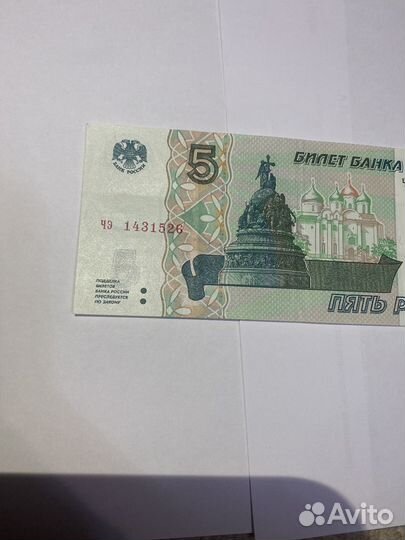 БАНК РОССИИ
5
БИЛЕТ БАНКА
ЧЭ 1431526
ПОДДЕЛКА
БИЛЕТОВ
БАНКА РОССИИ
ПРЕСЛЕДУЕТСЯ
ПО ЗАКОНУ
ПЯТЬ Р
Avito